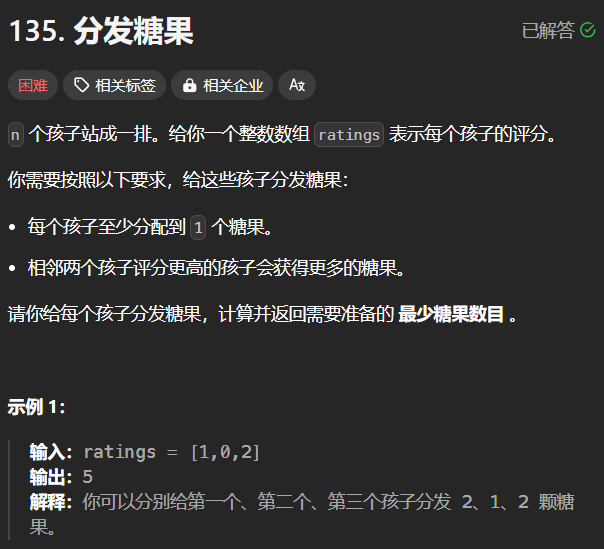 135. 分发糖果
已解答
困难
相关标签
相关企业
n 个孩子站成一排。给你一个整数数组 ratings 表示每个孩子的评分。
你需要按照以下要求，给这些孩子分发糖果：
• 每个孩子至少分配到 1 个糖果。
• 相邻两个孩子评分更高的孩子会获得更多的糖果。
请你给每个孩子分发糖果，计算并返回需要准备的 最少糖果数目 。
示例 1：
输入：ratings = [1,0,2]
输出：5
解释：你可以分别给第一个、第二个、第三个孩子分发 2、1、2 颗糖
果。